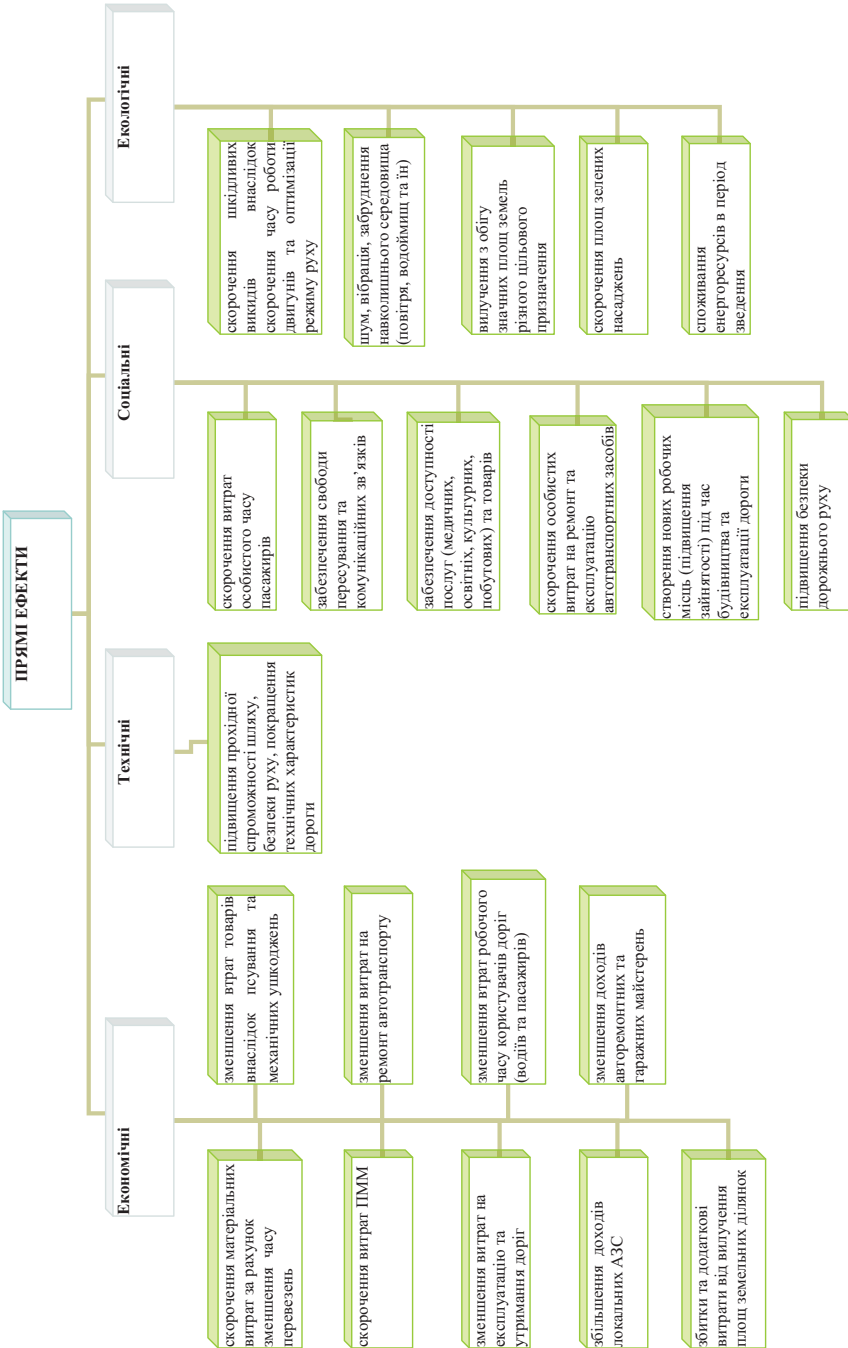 ПРЯМІ ЕФЕКТИ
Економічні
скорочення матеріальних
витрат за рахунок
зменшення часу
перевезень
скорочення витрат ПММ
зменшення витрат на
експлуатацію та
утримання доріг
збільшення доходів
локальних АЗС
збитки та додаткові
витрати від вилучення
площ земельних ділянок
зменшення втрат товарів
внаслідок псування та
механічних ушкоджень
зменшення витрат на
ремонт автотранспорту
зменшення втрат робочого
часу користувачів доріг
(водіїв та пасажирів)
зменшення доходів
авторемонтних та
гаражних майстерень
Технічні
підвищення прохідної
спроможності шляху,
безпеки руху, покращення
технічних характеристик
дороги
Соціальні
скорочення витрат
особистого часу
пасажирів
забезпечення свободи
пересування та
комунікаційних зв’язків
забезпечення доступності
послуг (медичних,
освітніх, культурних,
побутових) та товарів
скорочення особистих
витрат на ремонт та
експлуатацію
автотранспортних засобів
створення нових робочих
місць (підвищення
зайнятості) під час
будівництва та
експлуатації дороги
підвищення безпеки
дорожнього руху
Екологічні
скорочення шкідливих
викидів внаслідок
скорочення часу роботи
двигунів та оптимізації
режиму руху
шум, вібрація, забруднення
навколишнього середовища
(повітря, водоймищ та ін)
вилучення з обігу
значних площ земель
різного цільового
призначення
скорочення площ зелених
насаджень
споживання
енергоресурсів в період
зведення